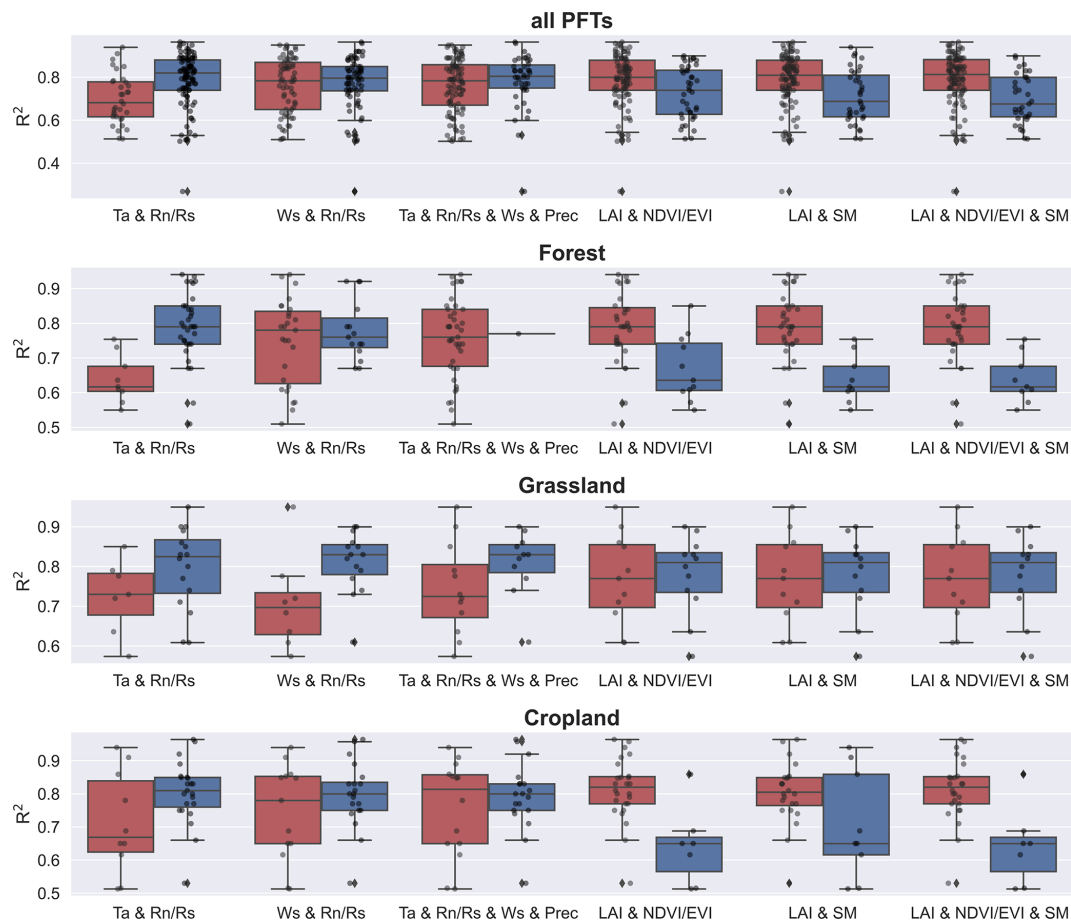 all PFTs
0.8
0.6
0.4
R²
Ta & Rn/Rs Ws & Rn/Rs Ta & Rn/Rs & Ws & Prec LAI & NDVI/EVI LAI & SM LAI & NDVI/EVI & SM
Forest
0.9
0.8
0.7
0.6
0.5
R²
Ta & Rn/Rs Ws & Rn/Rs Ta & Rn/Rs & Ws & Prec LAI & NDVI/EVI LAI & SM LAI & NDVI/EVI & SM
Grassland
0.9
0.8
0.7
0.6
R²
Ta & Rn/Rs Ws & Rn/Rs Ta & Rn/Rs & Ws & Prec LAI & NDVI/EVI LAI & SM LAI & NDVI/EVI & SM
Cropland
0.9
0.8
0.7
0.6
0.5
R²
Ta & Rn/Rs Ws & Rn/Rs Ta & Rn/Rs & Ws & Prec LAI & NDVI/EVI LAI & SM LAI & NDVI/EVI & SM